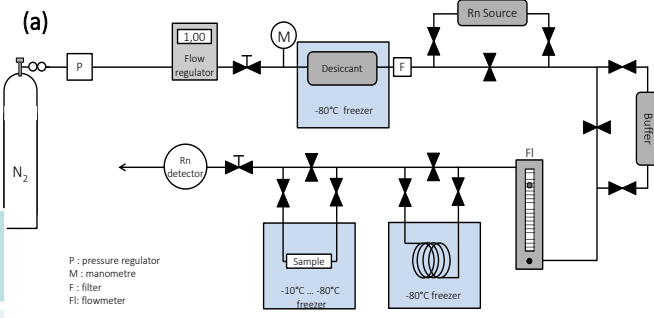 (a)
Rn Source
1,00
Flow
regulator
M
P
Desiccant
F
-80°C freezer
Buffer
N2
Rn
detector
Fl
Sample
-10°C ... -80°C
freezer
-80°C freezer
P : pressure regulator
M : manometre
F : filter
Fl: flowmeter